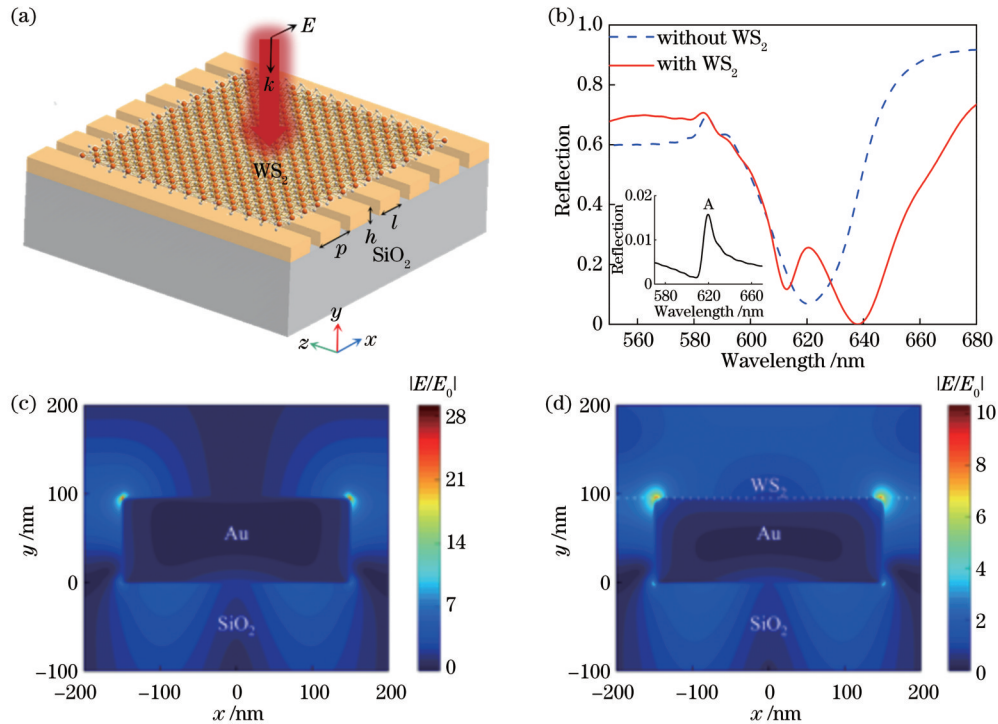 (a)
E
k
WS2
l
h
p
SiO2
y
z
x
(b)
1.0
0.8
0.6
0.4
0.2
0
Reflection
without WS2
with WS2
0.02
0.01
0
Reflection
A
580 620 660
Wavelength /nm
560 580 600 620 640 660 680
Wavelength /nm
(c)
|E/E0|
200
100
0
−100
y /nm
Au
SiO2
28
21
14
7
0
−200 −100 0 100 200
x /nm
(d)
|E/E0|
200
100
0
−100
y /nm
WS2
Au
SiO2
10
8
6
4
2
0
−200 −100 0 100 200
x /nm